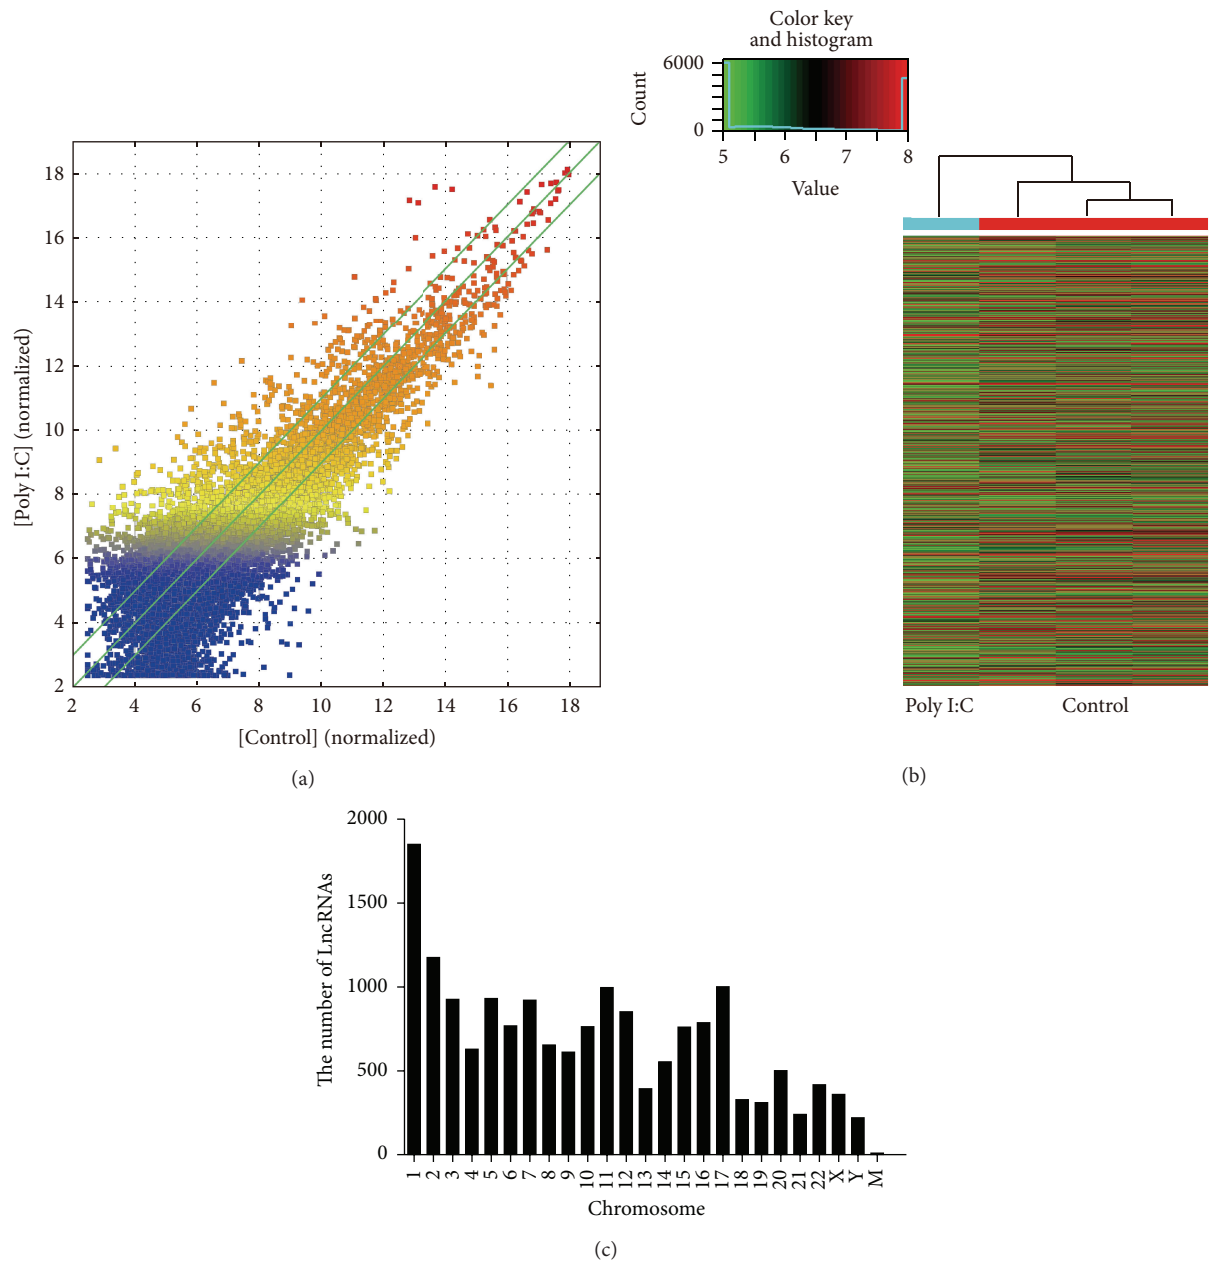 Color key
and histogram
6000
0
Count
5 6 7 8
Value
18
16
14
12
10
8
6
4
2
[Poly I:C] (normalized)
2 4 6 8 10 12 14 16 18
[Control] (normalized)
(a)
Poly I:C Control
(b)
2000
1500
1000
500
0
The number of LncRNAs
1 2 3 4 5 6 7 8 9 10 11 12 13 14 15 16 17 18 19 20 21 22 X Y M
Chromosome
(c)